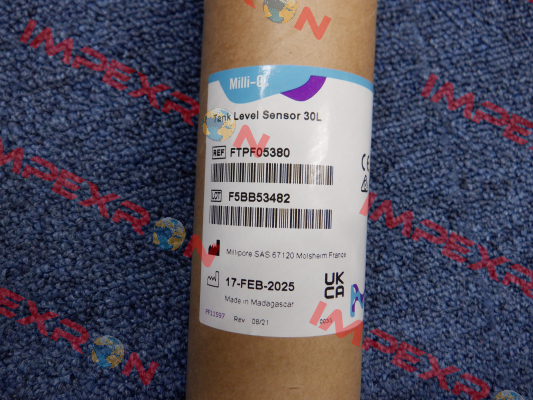 Milli-Q
Tank Level Sensor 30L
REF FTPF05380
LOT F5BB53482
Millipore SAS 67120 Molsheim France
17-FEB-2025
Made in Madagascar
UK
CA
Rev. 08/21
IMPEXRON
IMPEXRON
IMPEXRON
IMPEXRON